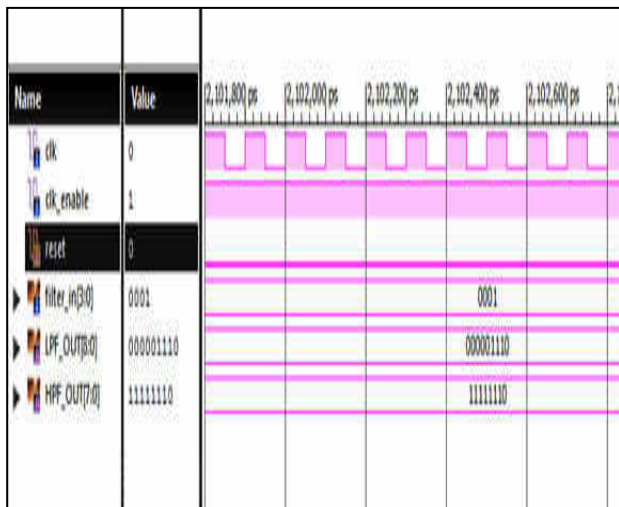 Name Value 2,101,800 ps 2,102,000 ps 2,102,200 ps 2,102,400 ps 2,102,600 ps 2,1
clk 0
clk_enable 1
reset 0
filter_in[3:0] 0001 0001
LPF_OUT[8:0] 000001110 000001110
HPF_OUT[7:0] 11111110 11111110